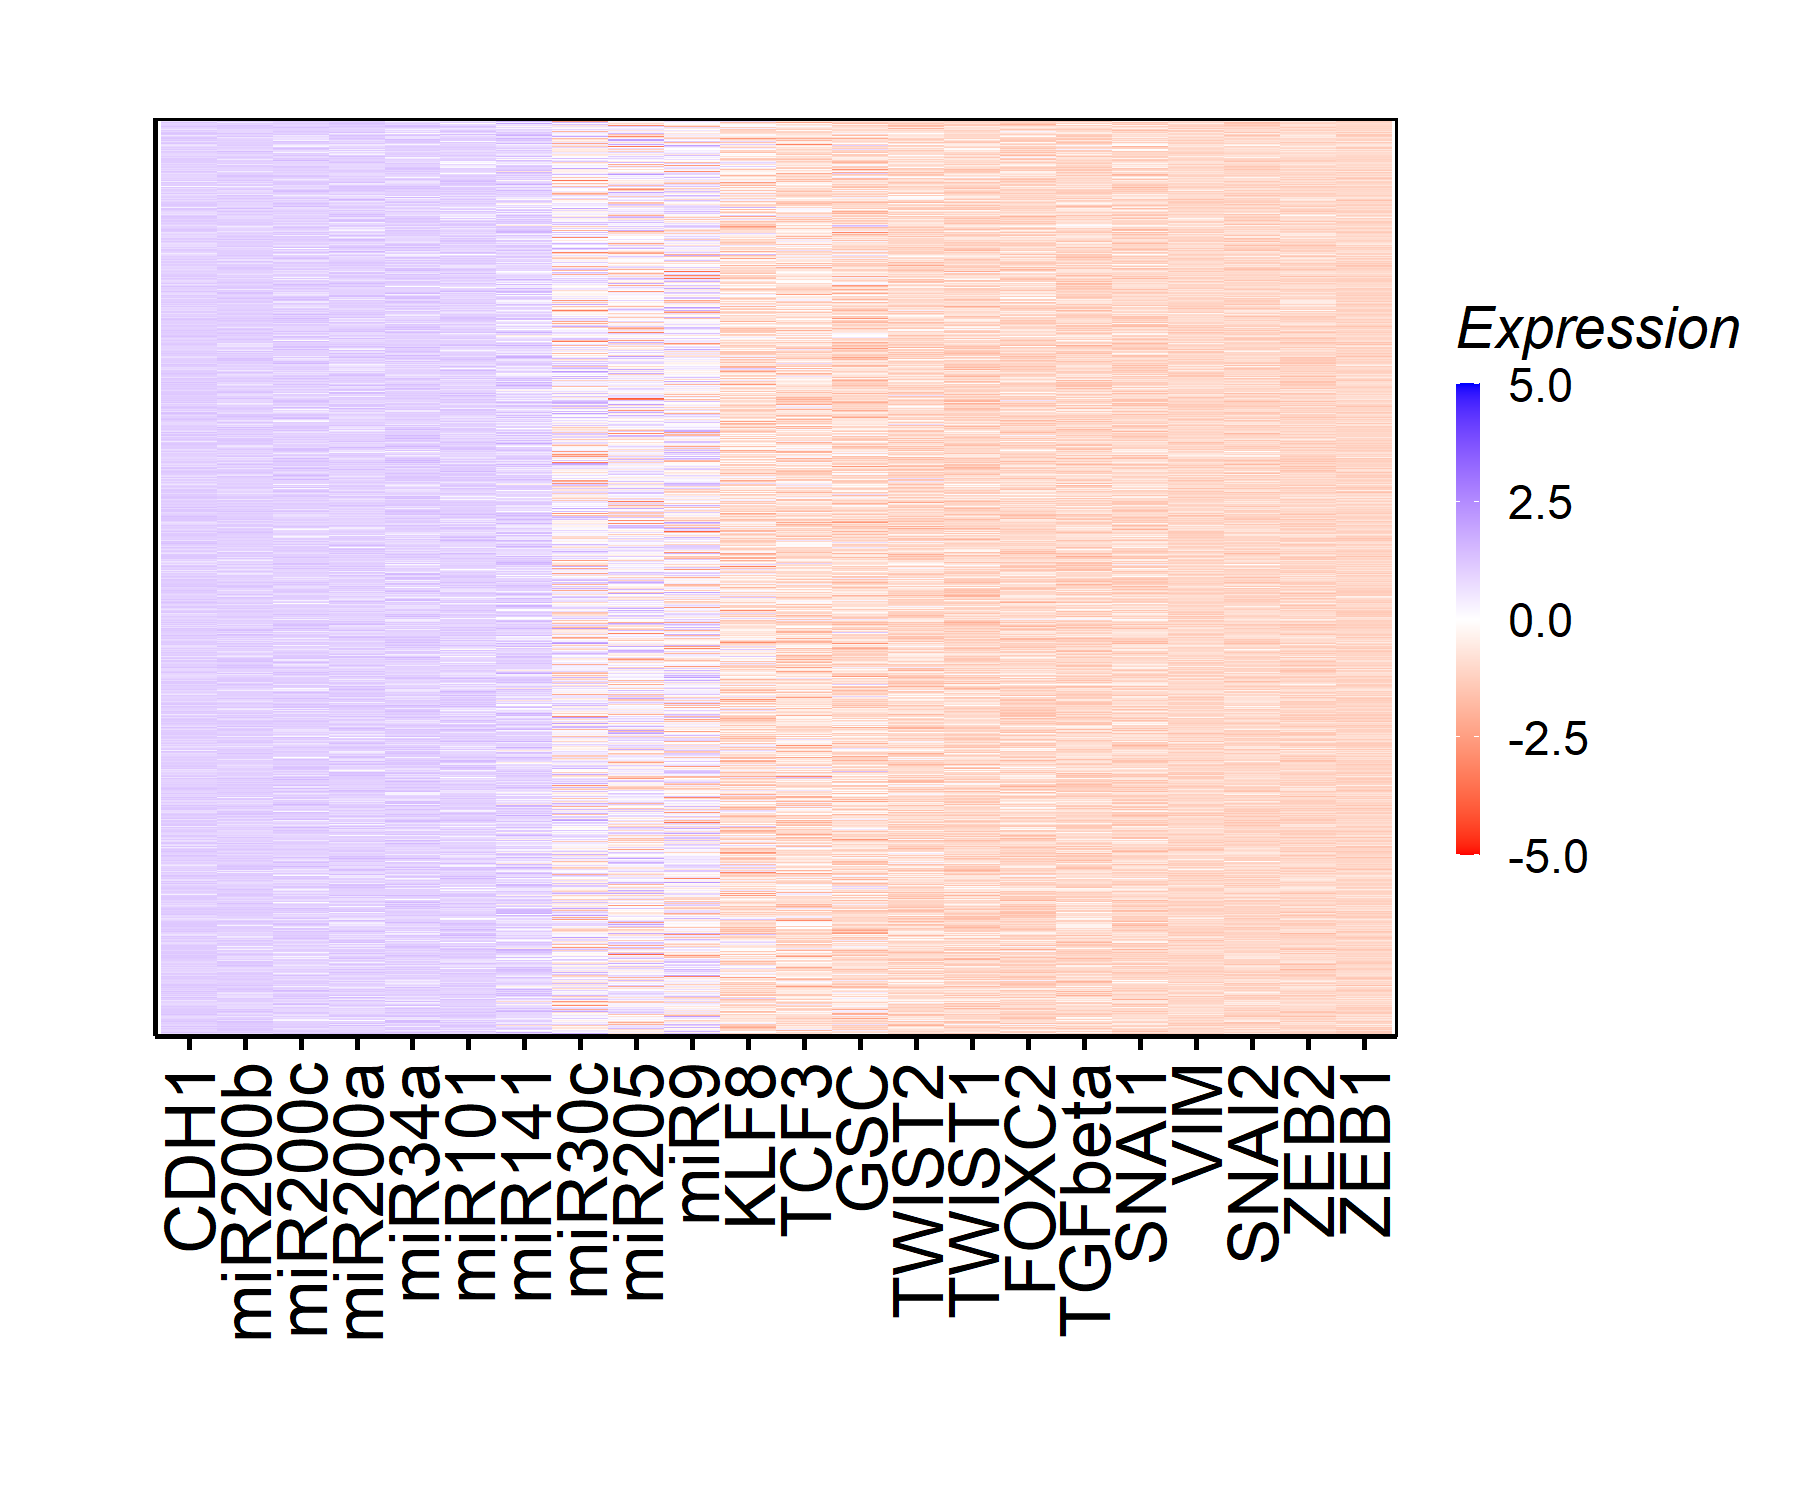 Expression
5.0
2.5
0.0
-2.5
-5.0
CDH1
miR200b
miR200c
miR200a
miR34a
miR101
miR141
miR30c
miR205
miR9
KLF8
TCF3
GSC
TWIST2
TWIST1
FOXC2
TGFbeta
SNAI1
VIM
SNAI2
ZEB2
ZEB1